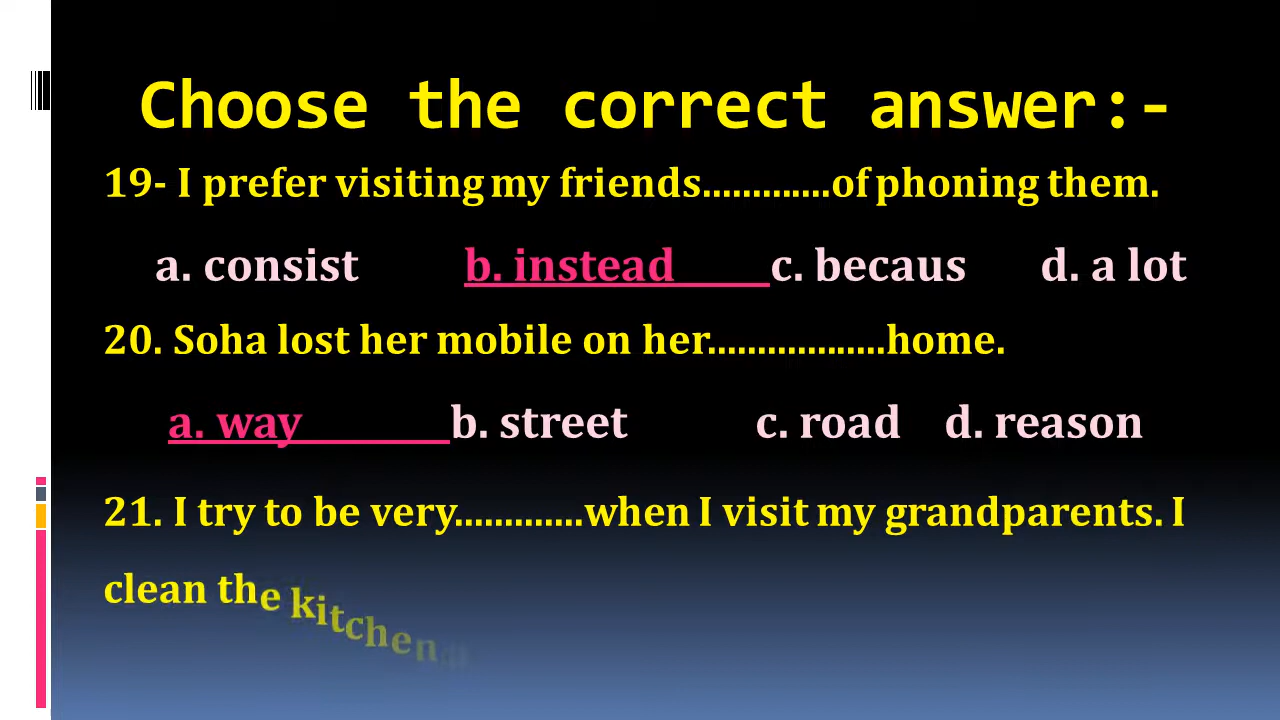 Choose the correct answer:-
19- I prefer visiting my friends.............of phoning them.
a. consist b. instead c. becaus d. a lot
20. Soha lost her mobile on her..................home.
a. way b. street c. road d. reason
21. I try to be very.............when I visit my grandparents. I
clean the kitchen